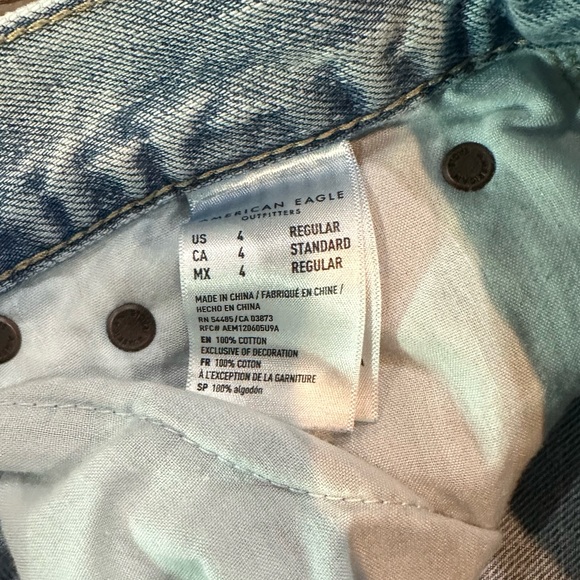 AMERICAN EAGLE
OUTFITTERS
US 4 REGULAR
CA 4 STANDARD
MX 4 REGULAR
MADE IN CHINA / FABRIQUÉ EN CHINE /
HECHO EN CHINA
RN 54485 / CA 03873
RFC# AEM120605U9A
EN 100% COTTON
EXCLUSIVE OF DECORATION
FR 100% COTON
À L'EXCEPTION DE LA GARNITURE
SP 100% algodón